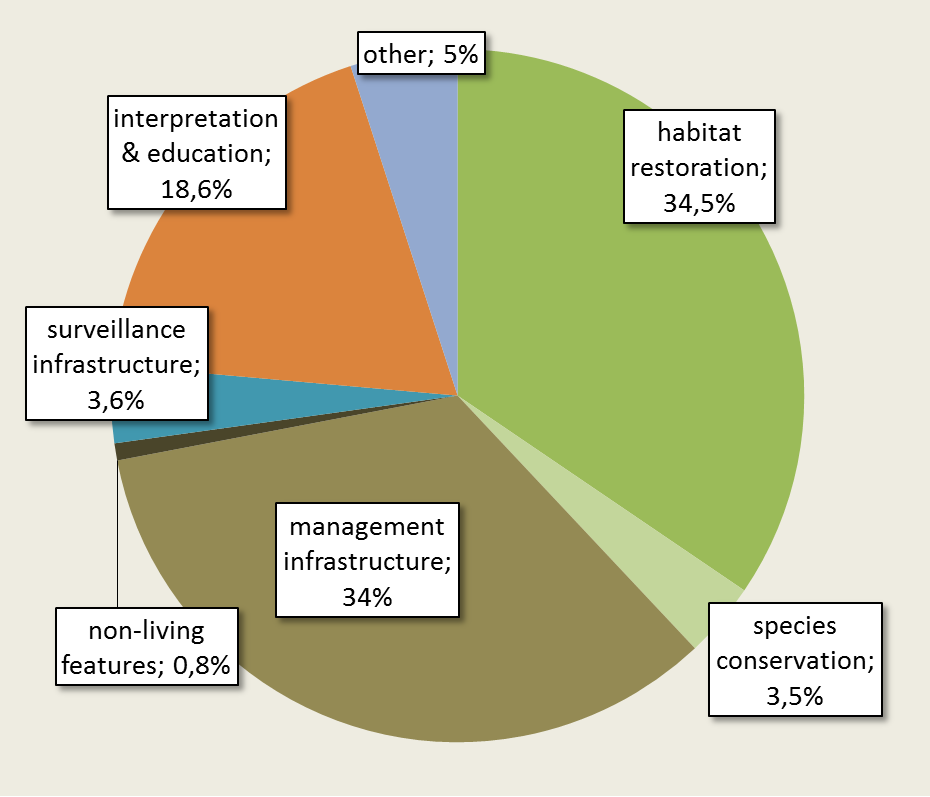 other; 5%
habitat
restoration;
34,5%
interpretation
& education;
18,6%
surveillance
infrastructure;
3,6%
management
infrastructure;
34%
non-living
features; 0,8%
species
conservation;
3,5%